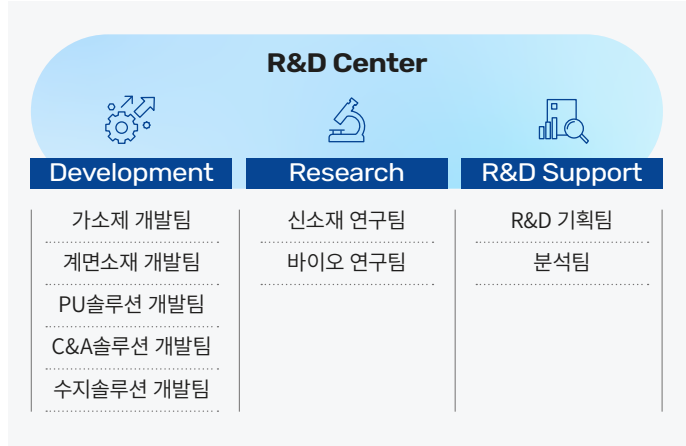 R&D Center
Development
가소제 개발팀
계면소재 개발팀
PU솔루션 개발팀
C&A솔루션 개발팀
수지솔루션 개발팀
Research
신소재 연구팀
바이오 연구팀
R&D Support
R&D 기획팀
분석팀